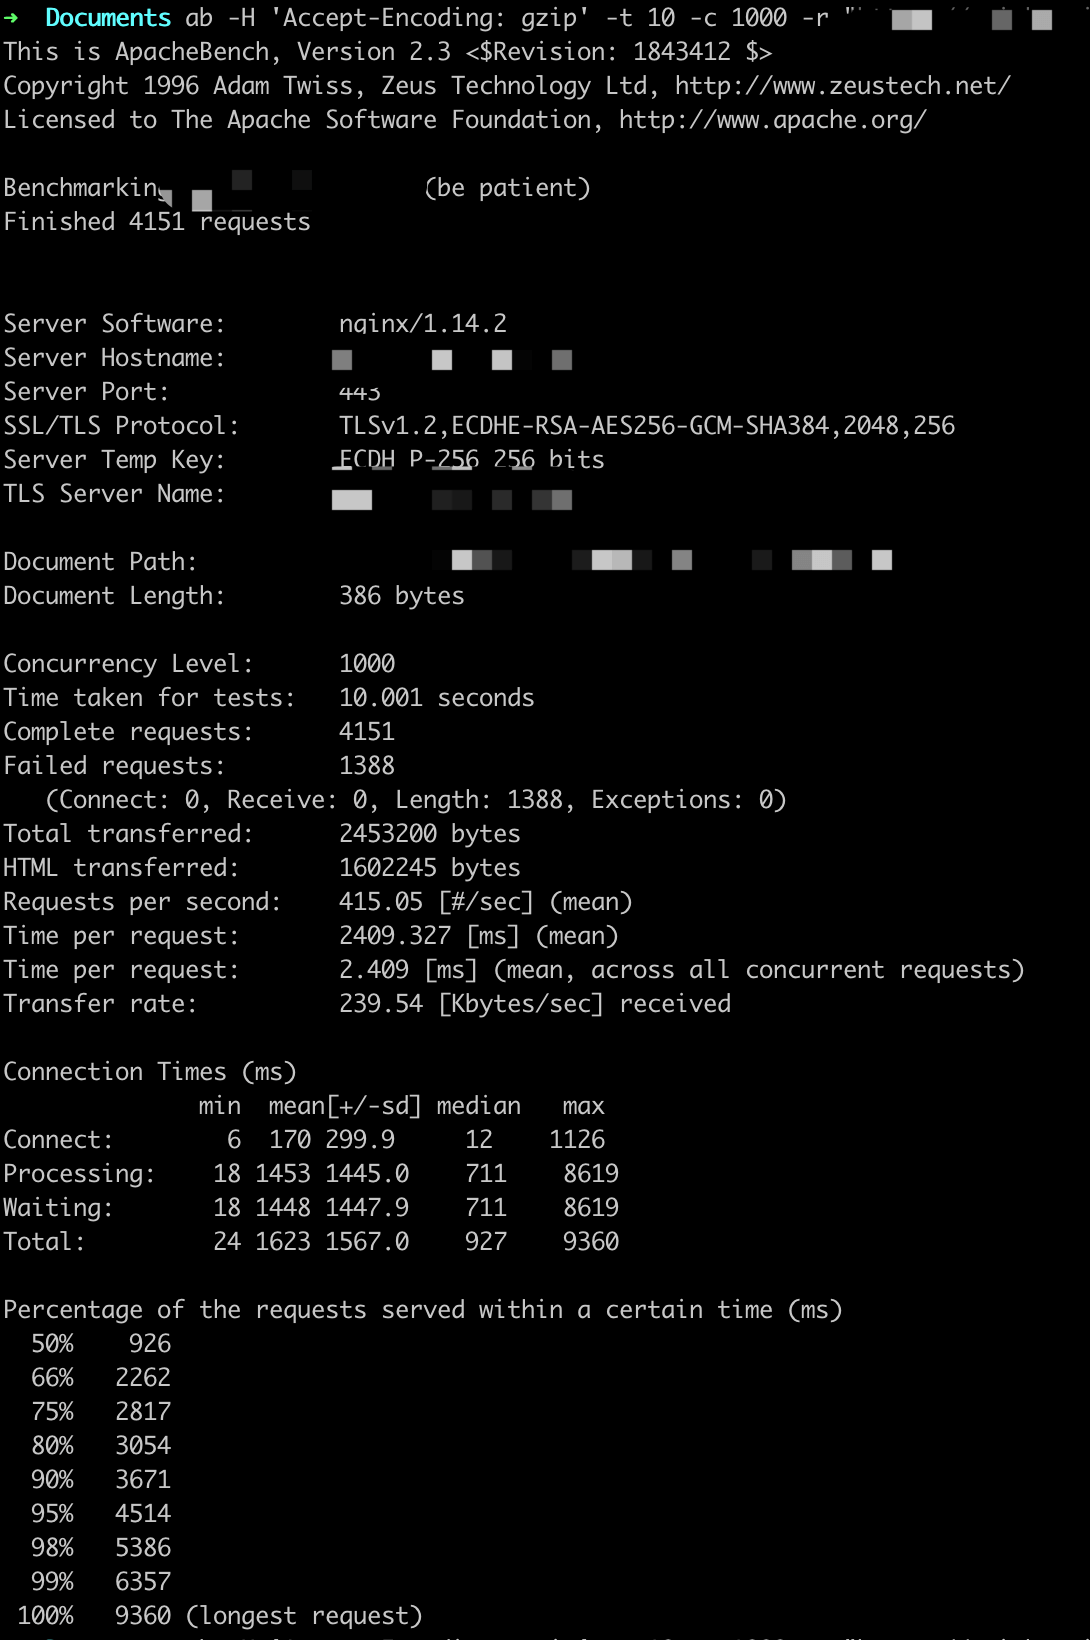 ➜  Documents ab -H 'Accept-Encoding: gzip' -t 10 -c 1000 -r "
This is ApacheBench, Version 2.3 <$Revision: 1843412 $>
Copyright 1996 Adam Twiss, Zeus Technology Ltd, http://www.zeustech.net/
Licensed to The Apache Software Foundation, http://www.apache.org/
Benchmarking (be patient)
Finished 4151 requests
Server Software:        nginx/1.14.2
Server Hostname:
Server Port:            443
SSL/TLS Protocol:       TLSv1.2,ECDHE-RSA-AES256-GCM-SHA384,2048,256
Server Temp Key:        ECDH P-256 256 bits
TLS Server Name:
Document Path:
Document Length:        386 bytes
Concurrency Level:      1000
Time taken for tests:   10.001 seconds
Complete requests:      4151
Failed requests:        1388
   (Connect: 0, Receive: 0, Length: 1388, Exceptions: 0)
Total transferred:      2453200 bytes
HTML transferred:       1602245 bytes
Requests per second:    415.05 [#/sec] (mean)
Time per request:       2409.327 [ms] (mean)
Time per request:       2.409 [ms] (mean, across all concurrent requests)
Transfer rate:          239.54 [Kbytes/sec] received
Connection Times (ms)
              min  mean[+/-sd] median   max
Connect:        6  170 299.9     12    1126
Processing:    18 1453 1445.0    711    8619
Waiting:       18 1448 1447.9    711    8619
Total:         24 1623 1567.0    927    9360
Percentage of the requests served within a certain time (ms)
  50%    926
  66%   2262
  75%   2817
  80%   3054
  90%   3671
  95%   4514
  98%   5386
  99%   6357
 100%   9360 (longest request)